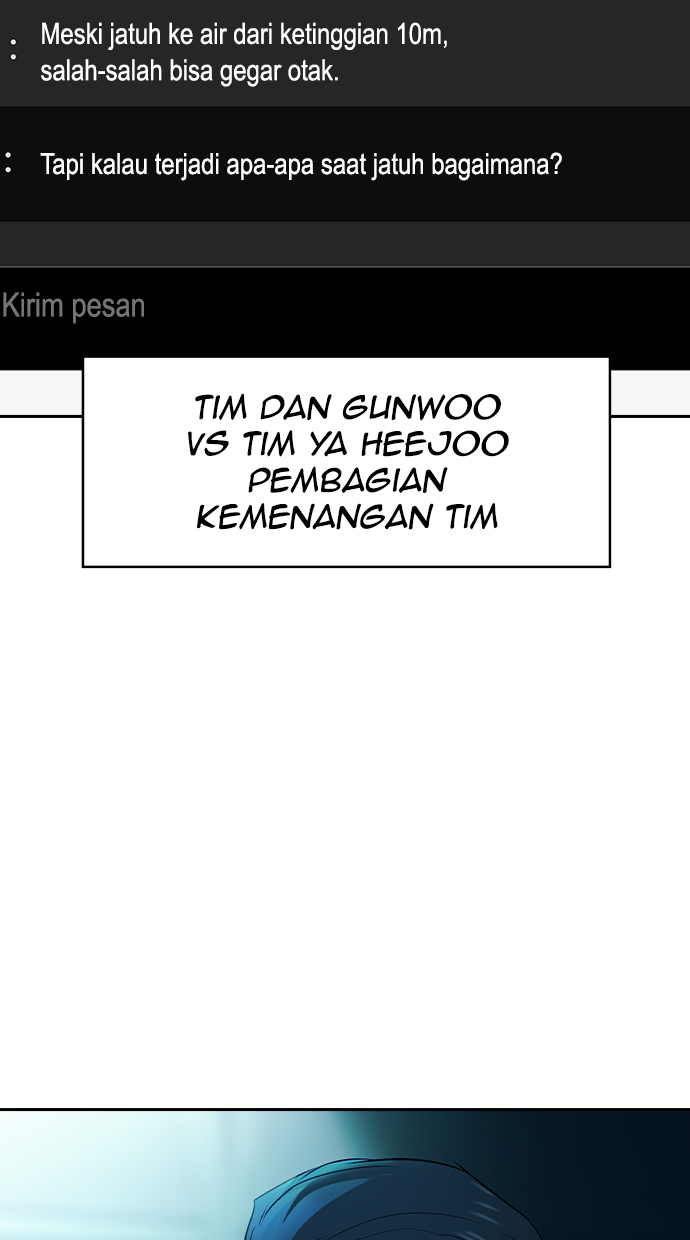 : Meski jatuh ke air dari ketinggian 10m,
salah-salah bisa gegar otak.
: Tapi kalau terjadi apa-apa saat jatuh bagaimana?
Kirim pesan
TIM DAN GUNWOO
VS TIM YA HEEJOO
PEMBAGIAN
KEMENANGAN TIM